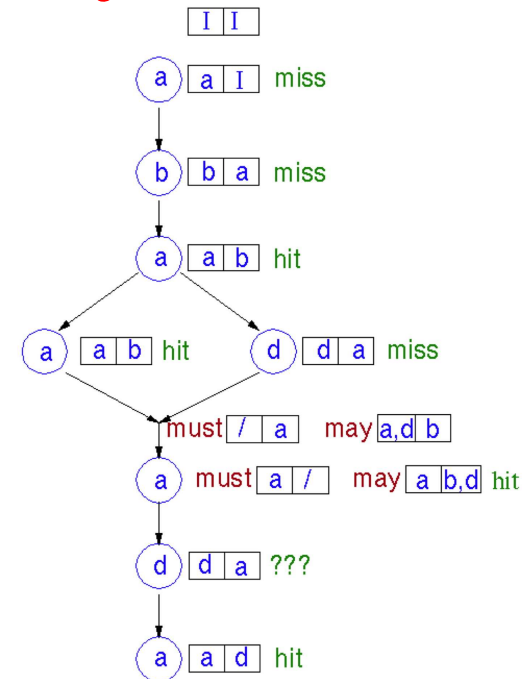 I I
a a I miss
b b a miss
a a b hit
a a b hit d d a miss
must / a may a,d b
a must a / may a b,d hit
d d a ???
a a d hit